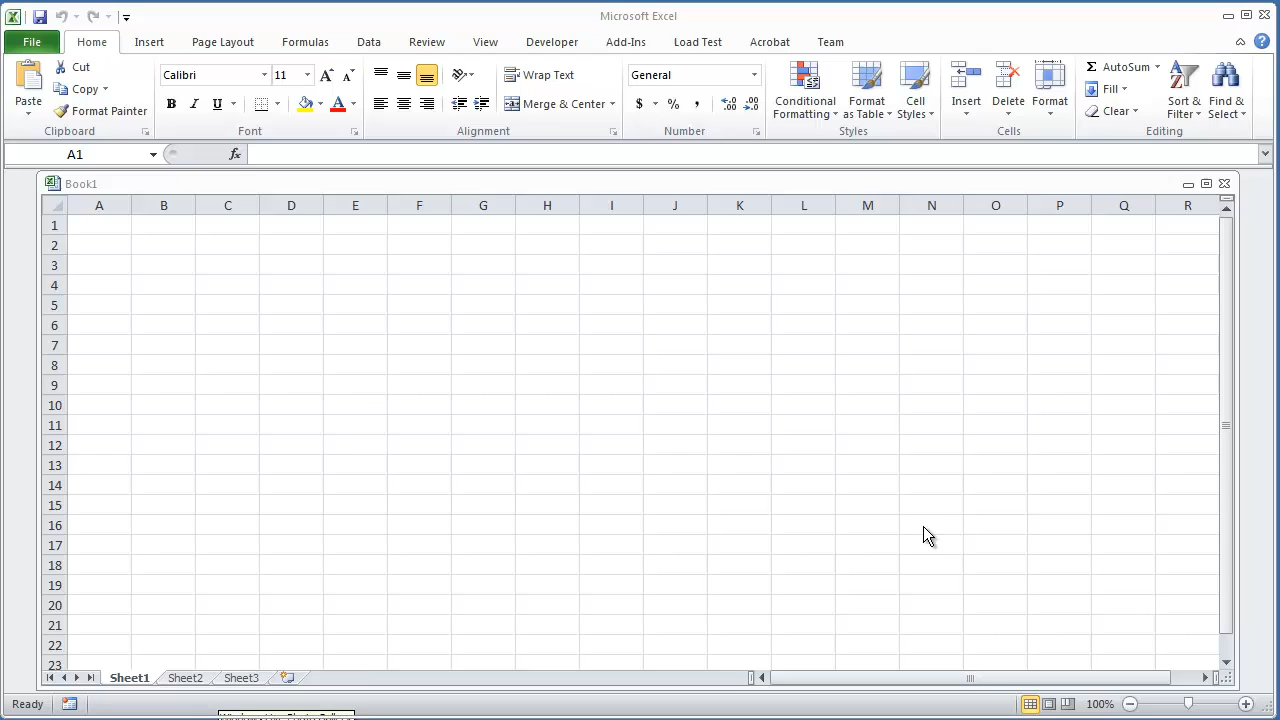 Microsoft Excel
File Home Insert Page Layout Formulas Data Review View Developer Add-Ins Load Test Acrobat Team
Paste
Cut
Copy
Format Painter
Clipboard
Calibri 11
B I U
A A A
Font
Wrap Text
Merge & Center
Alignment
General
$ % , .0 .00 .00 .0
Number
Conditional Formatting
Format as Table
Cell Styles
Styles
Insert
Delete
Format
Cells
Σ AutoSum
Fill
Clear
Sort & Filter
Find & Select
Editing
A1 fx
Book1
A B C D E F G H I J K L M N O P Q R
1
2
3
4
5
6
7
8
9
10
11
12
13
14
15
16
17
18
19
20
21
22
23
Sheet1 Sheet2 Sheet3
Ready 100%